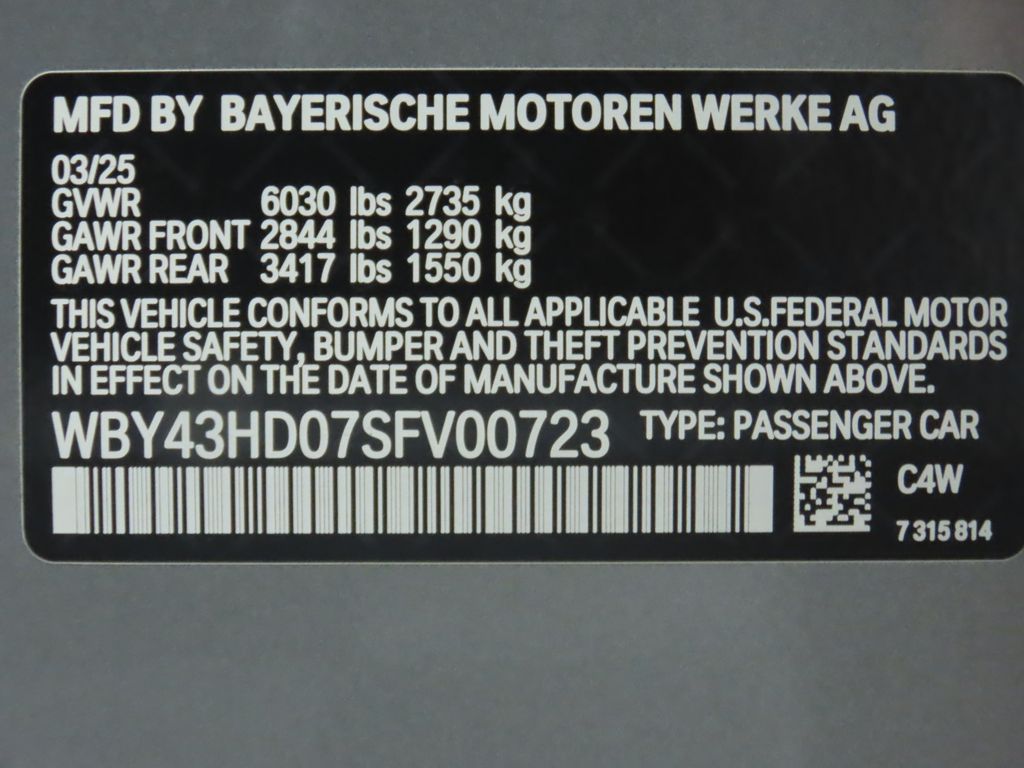 MFD BY BAYERISCHE MOTOREN WERKE AG
03/25
GVWR 6030 lbs 2735 kg
GAWR FRONT 2844 lbs 1290 kg
GAWR REAR 3417 lbs 1550 kg
THIS VEHICLE CONFORMS TO ALL APPLICABLE U.S.FEDERAL MOTOR
VEHICLE SAFETY, BUMPER AND THEFT PREVENTION STANDARDS
IN EFFECT ON THE DATE OF MANUFACTURE SHOWN ABOVE.
WBY43HD07SFV00723 TYPE: PASSENGER CAR
C4W
7 315 814